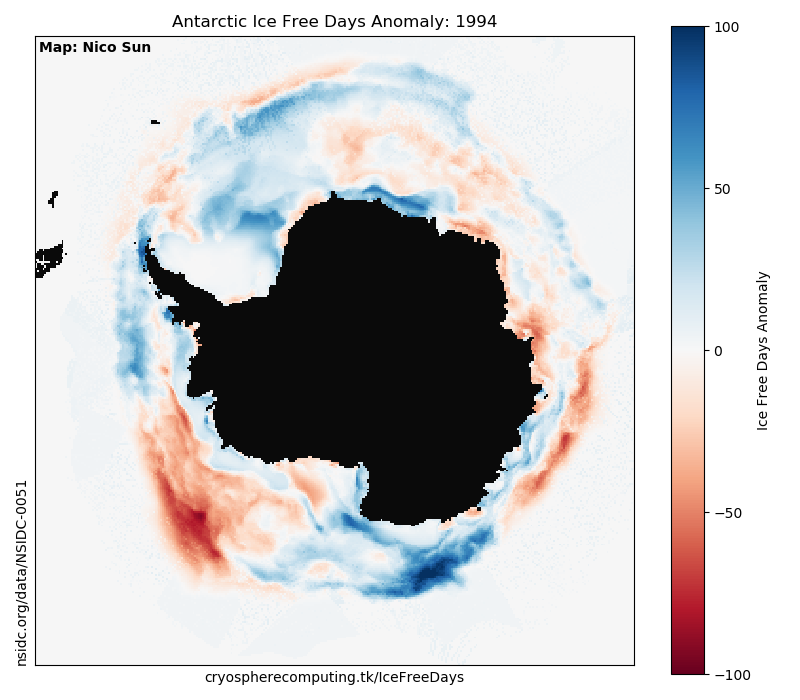 Antarctic Ice Free Days Anomaly: 1994
Map: Nico Sun
nsidc.org/data/NSIDC-0051
cryospherecomputing.tk/IceFreeDays
100
50
0
−50
−100
Ice Free Days Anomaly